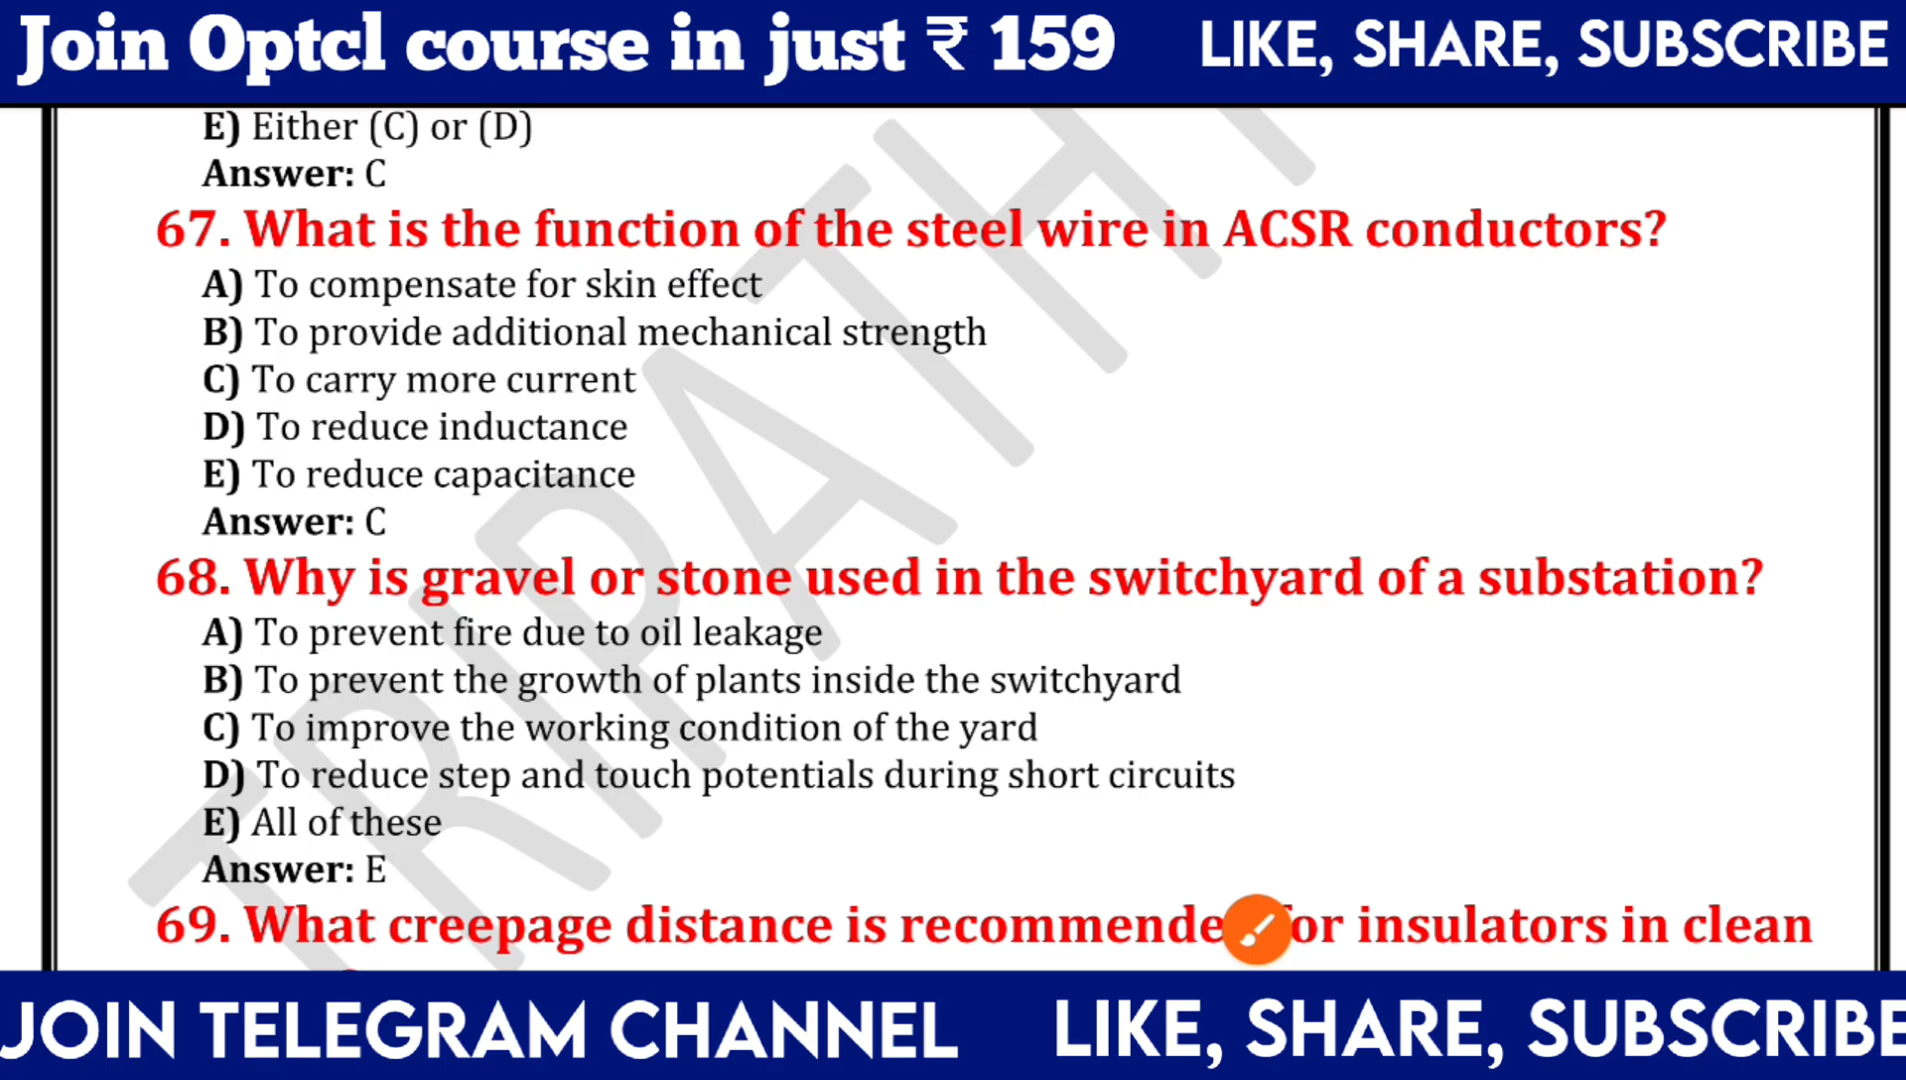 Join Optcl course in just ₹ 159 LIKE, SHARE, SUBSCRIBE
E) Either (C) or (D)
Answer: C
67. What is the function of the steel wire in ACSR conductors?
A) To compensate for skin effect
B) To provide additional mechanical strength
C) To carry more current
D) To reduce inductance
E) To reduce capacitance
Answer: C
68. Why is gravel or stone used in the switchyard of a substation?
A) To prevent fire due to oil leakage
B) To prevent the growth of plants inside the switchyard
C) To improve the working condition of the yard
D) To reduce step and touch potentials during short circuits
E) All of these
Answer: E
69. What creepage distance is recommende or insulators in clean
TRIPATH
JOIN TELEGRAM CHANNEL LIKE, SHARE, SUBSCRIBE